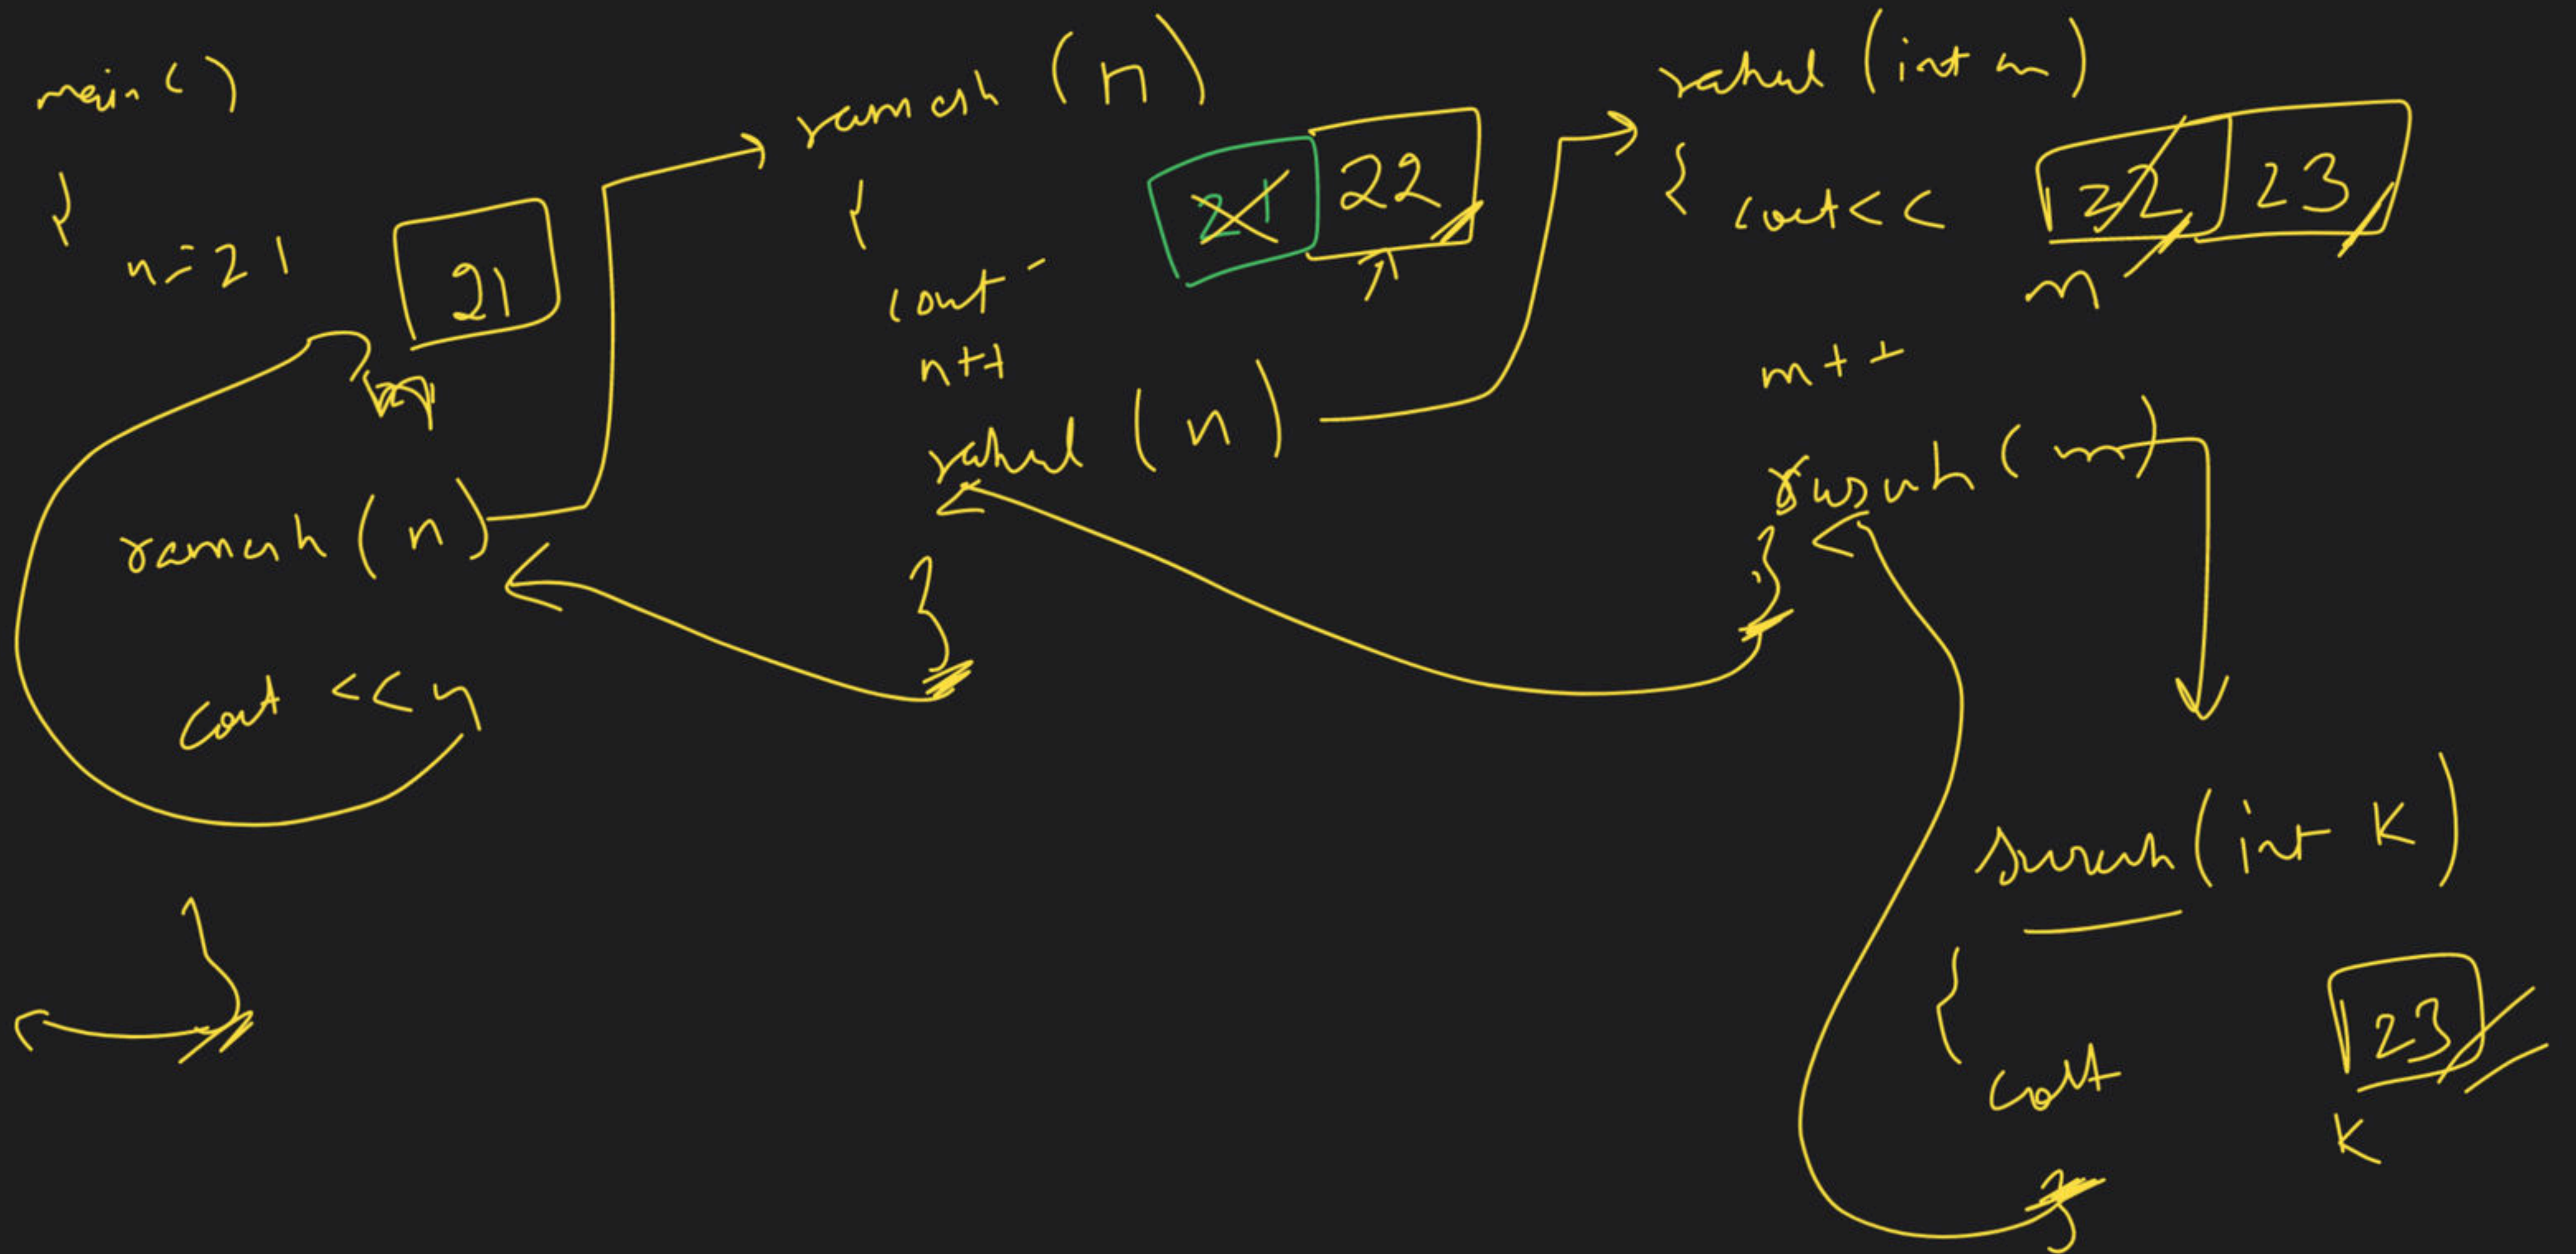 main()
{
n=21
21
n
ramesh(n)
cout<<n
}
ramesh(n)
{
21 22
cout
n++
rahul(n)
}
rahul(int m)
{
cout<<
22 23
m
m++
(m)
}
suresh(int K)
{
cout
23
K
}